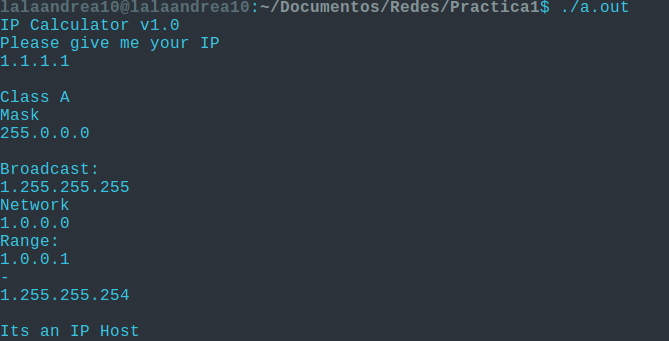 lalaandrea10@lalaandrea10:~/Documentos/Redes/Practica1$ ./a.out
IP Calculator v1.0
Please give me your IP
1.1.1.1
Class A
Mask
255.0.0.0
Broadcast:
1.255.255.255
Network
1.0.0.0
Range:
1.0.0.1
-
1.255.255.254
Its an IP Host